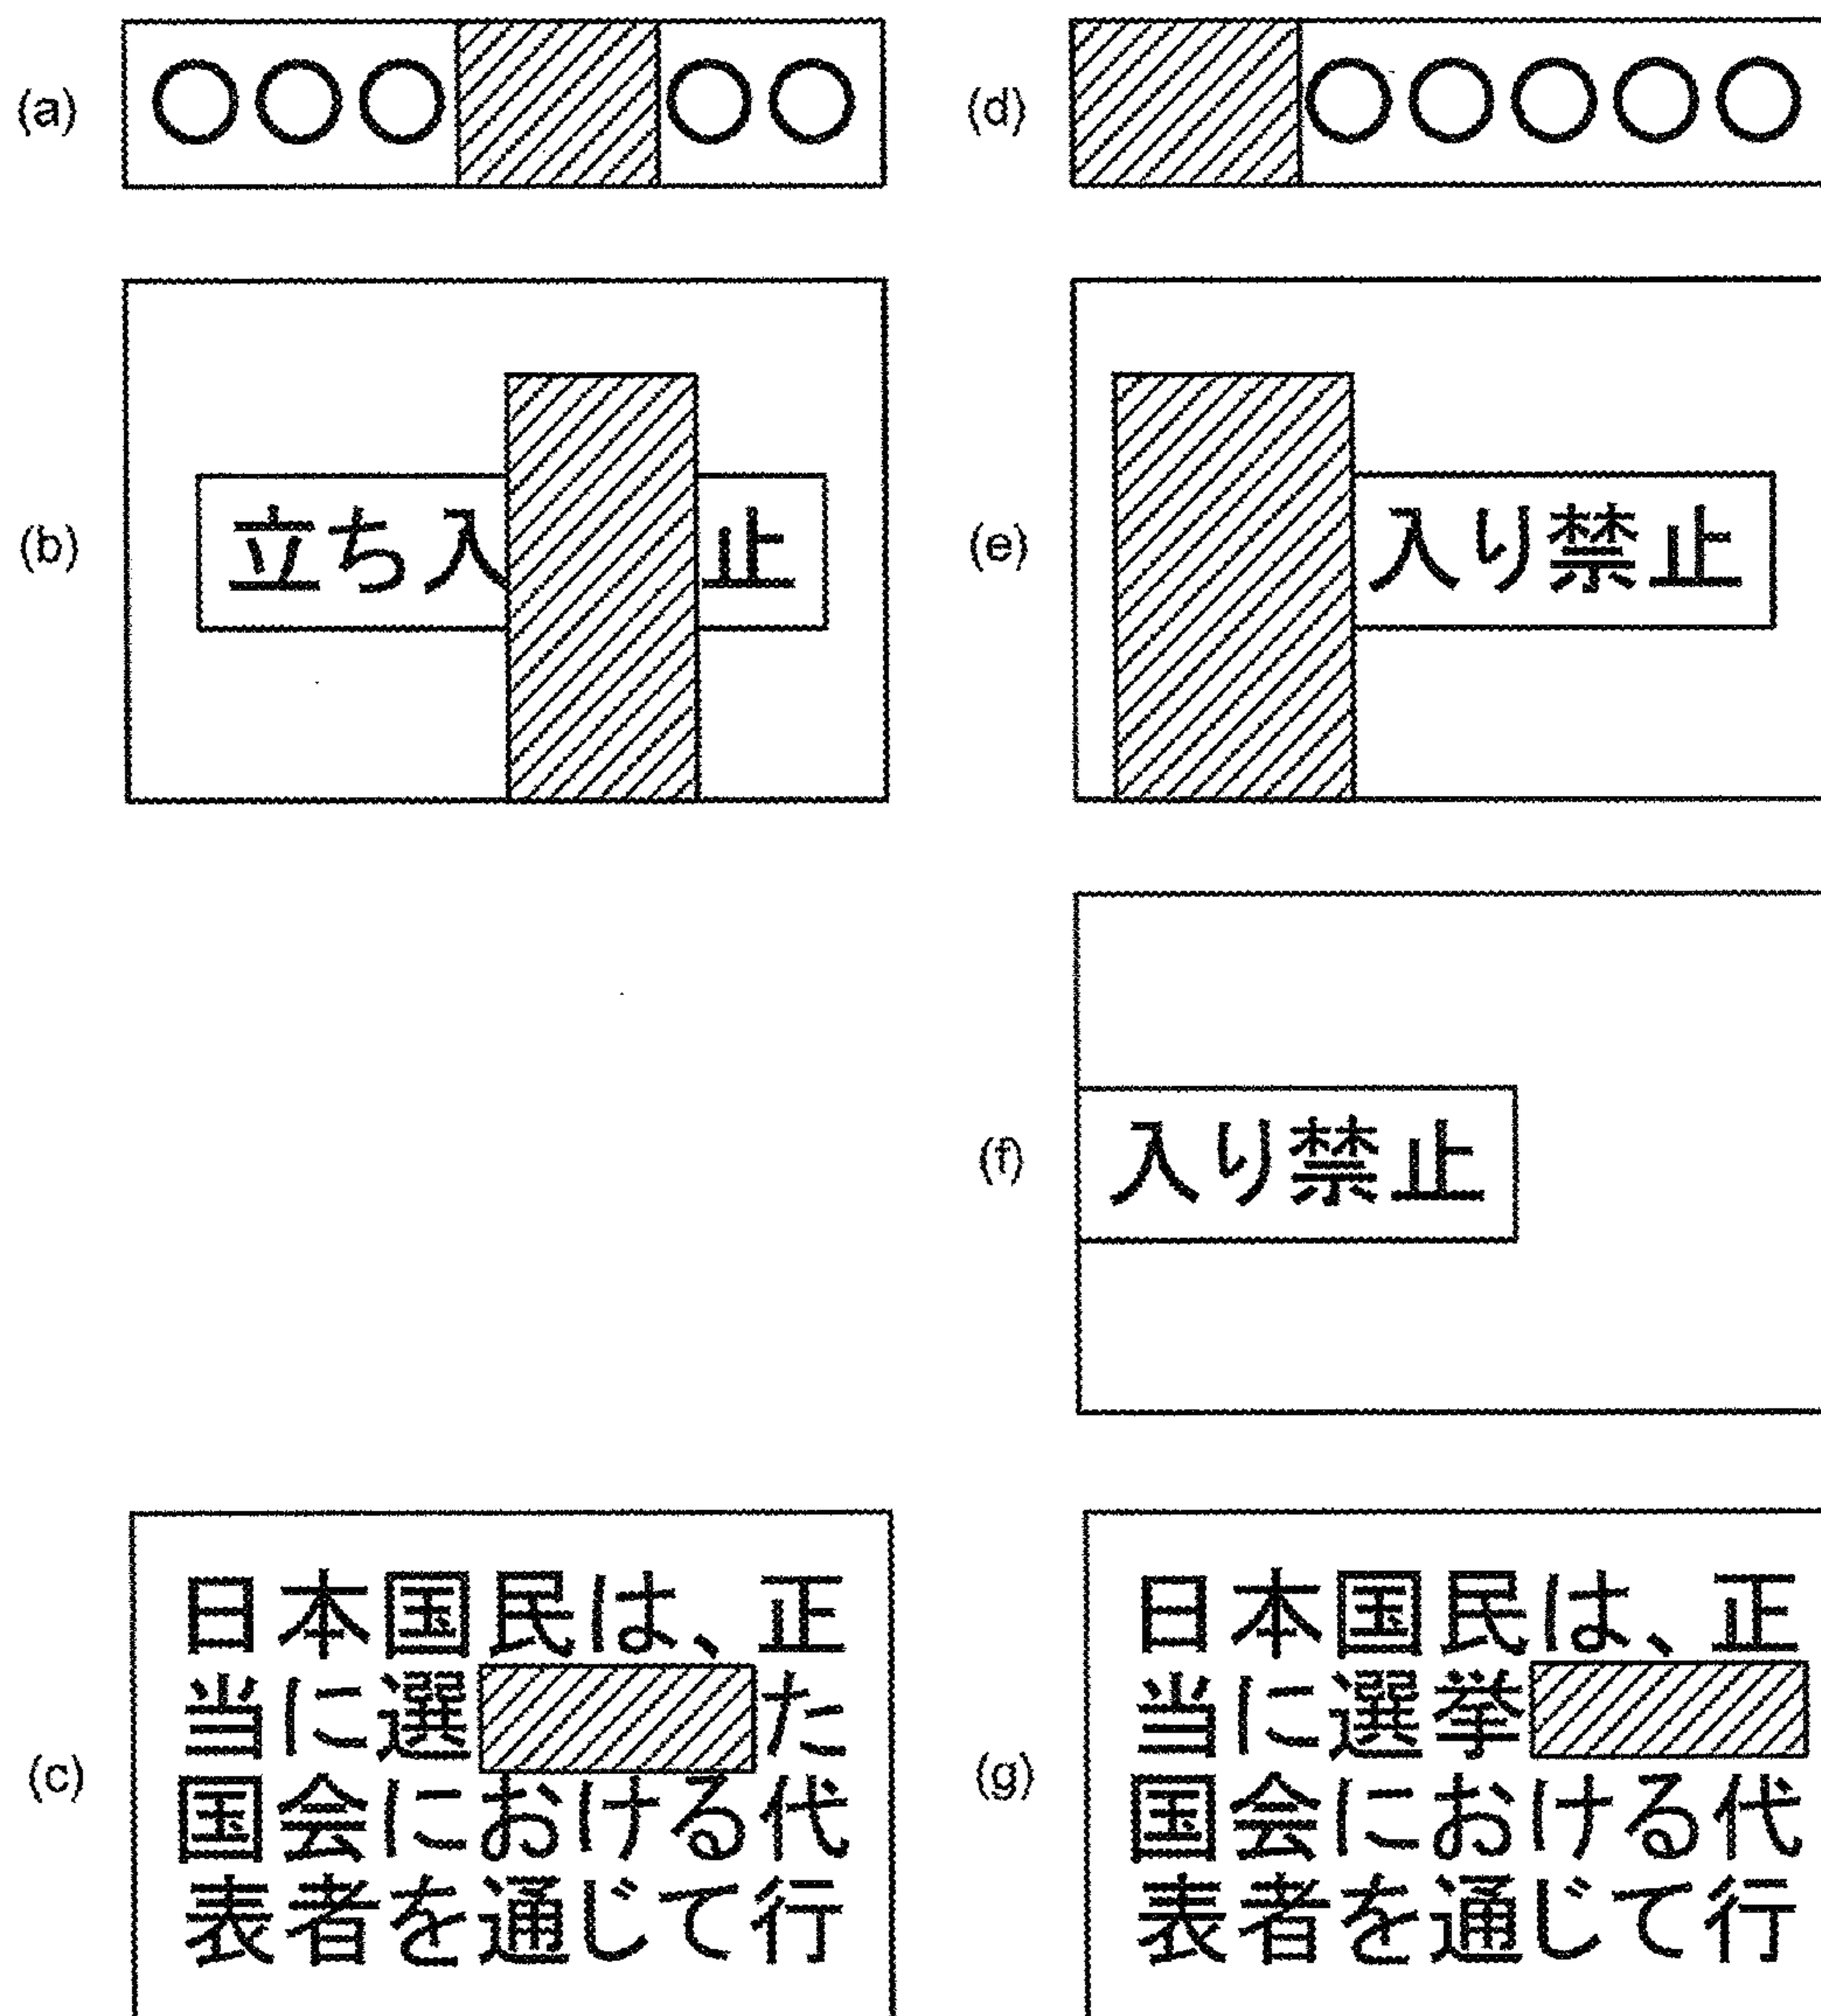 (a) ○○○ ○○
(b) 立ち入 止
(c) 日本国民は、正
当に選 た
国会における代
表者を通じて行
(d) ○○○○○
(e) 入り禁止
(f) 入り禁止
(g) 日本国民は、正
当に選挙
国会における代
表者を通じて行